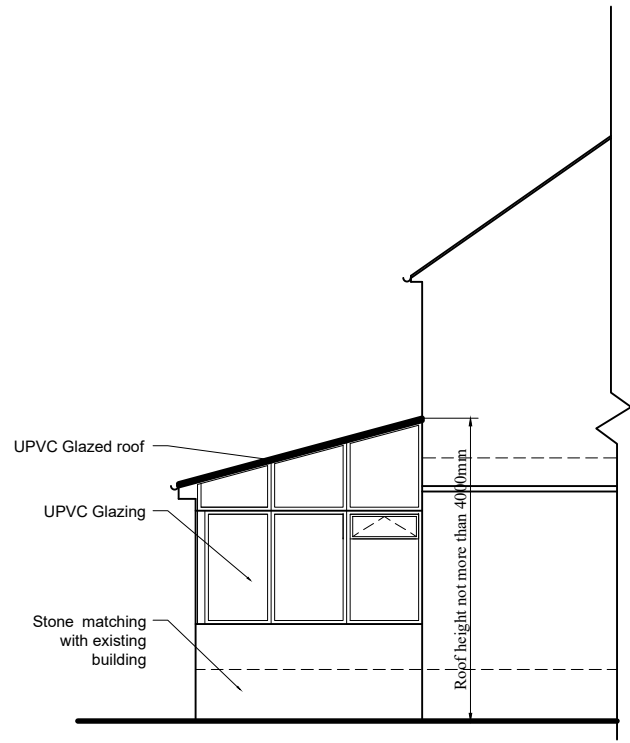 UPVC Glazed roof
UPVC Glazing
Stone matching
with existing
building
Roof height not more than 4000mm